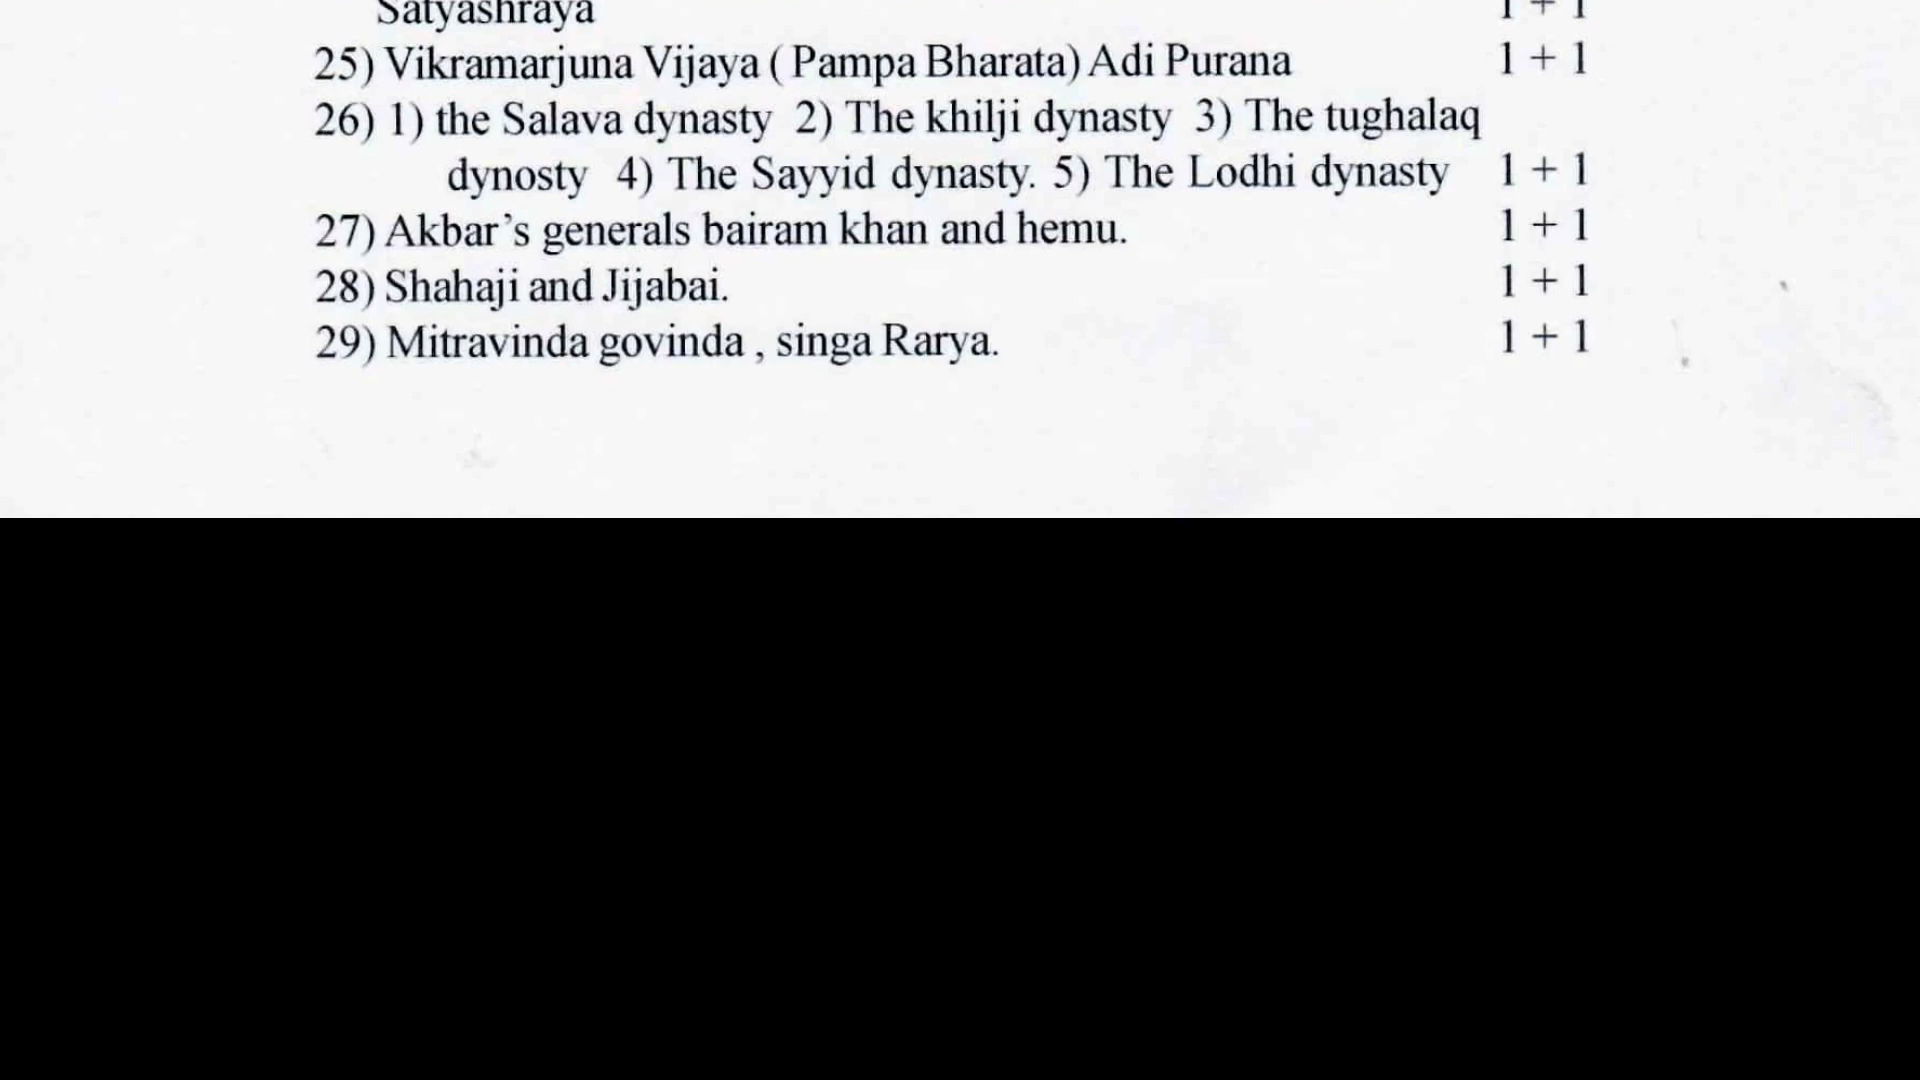 Satyashraya 1 + 1
25) Vikramarjuna Vijaya ( Pampa Bharata) Adi Purana 1 + 1
26) 1) the Salava dynasty 2) The khilji dynasty 3) The tughalaq
dynosty 4) The Sayyid dynasty. 5) The Lodhi dynasty 1 + 1
27) Akbar’s generals bairam khan and hemu. 1 + 1
28) Shahaji and Jijabai. 1 + 1
29) Mitravinda govinda , singa Rarya. 1 + 1